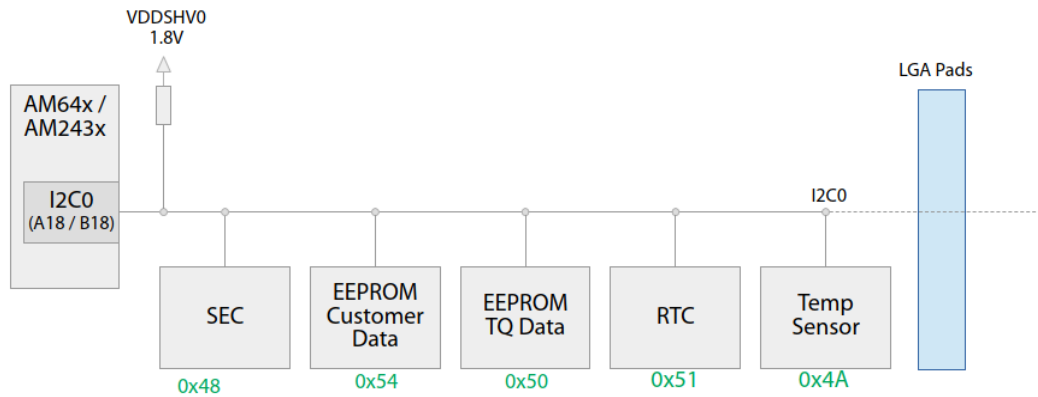 VDDSHV0
1.8V
LGA Pads
AM64x /
AM243x
I2C0
(A18 / B18)
I2C0
SEC
EEPROM
Customer
Data
EEPROM
TQ Data
RTC
Temp
Sensor
0x48
0x54
0x50
0x51
0x4A